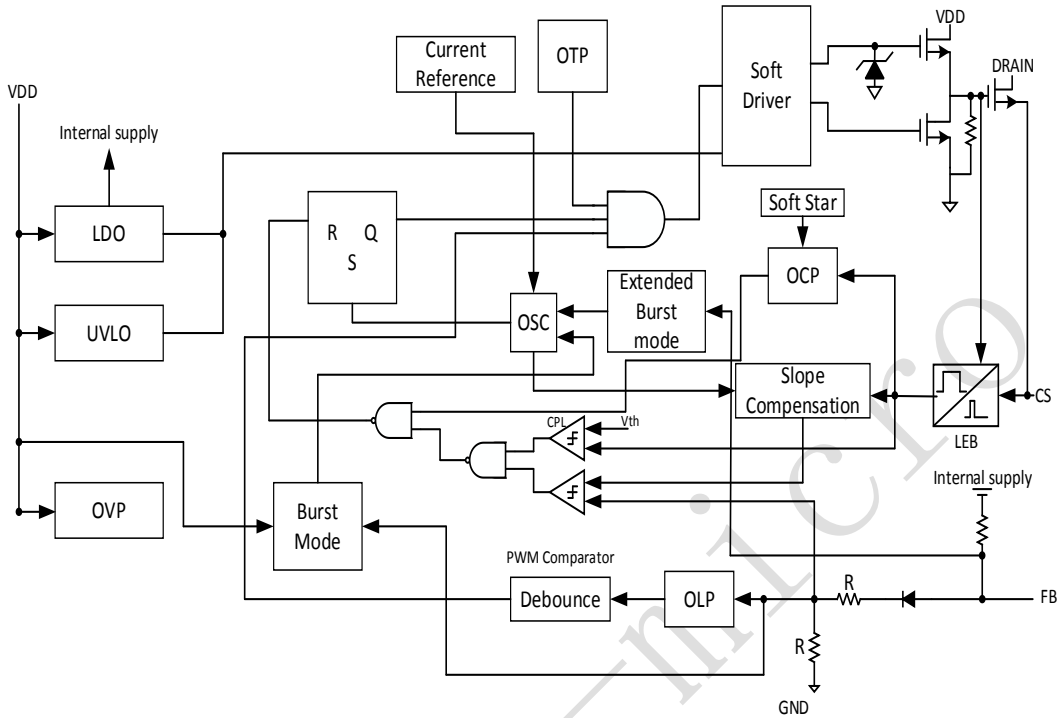 VDD
Current
Reference
OTP
Soft
Driver
VDD
DRAIN
Internal supply
LDO
R Q
S
Soft Star
OCP
UVLO
OSC
Extended
Burst
mode
Slope
Compensation
CS
LEB
CPL
Vth
OVP
Burst
Mode
Internal supply
PWM Comparator
Debounce
OLP
R
FB
R
GND
micro